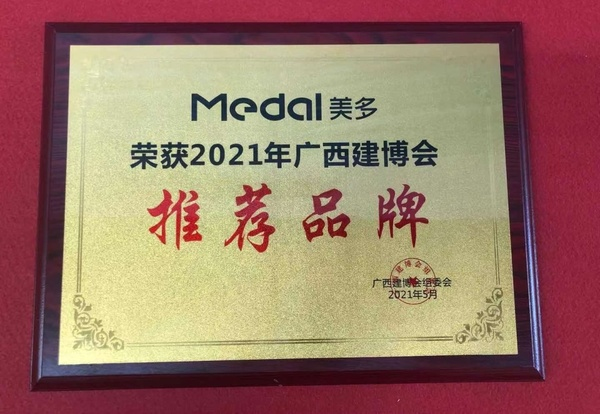 Medal美多
荣获2021年广西建博会
推荐品牌
广西建博会组委会
2021年5月